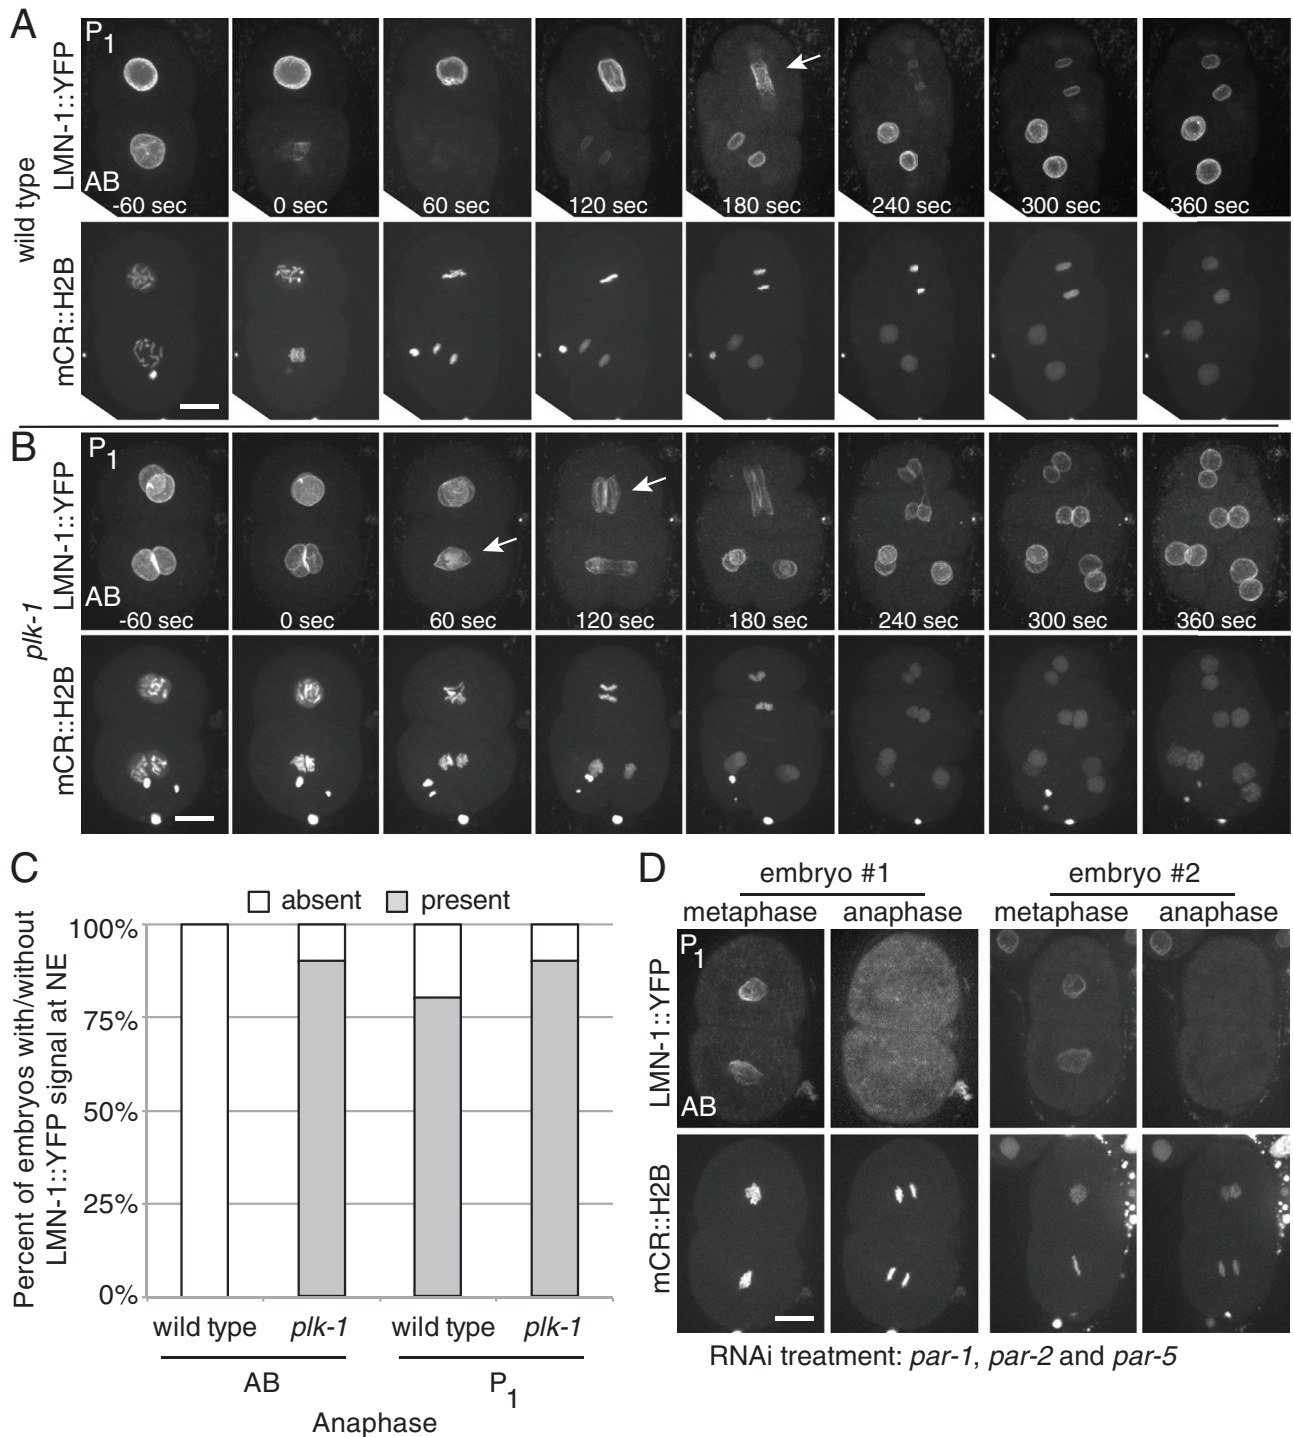 A
wild type
LMN-1::YFP
P1
AB
-60 sec 0 sec 60 sec 120 sec 180 sec 240 sec 300 sec 360 sec
mCR::H2B
B
plk-1
LMN-1::YFP
P1
AB
-60 sec 0 sec 60 sec 120 sec 180 sec 240 sec 300 sec 360 sec
mCR::H2B
C
absent present
Percent of embryos with/without
LMN-1::YFP signal at NE
100%
75%
50%
25%
0%
wild type plk-1 wild type plk-1
AB P1
Anaphase
D
embryo #1 embryo #2
metaphase anaphase metaphase anaphase
LMN-1::YFP
P1
AB
mCR::H2B
RNAi treatment: par-1, par-2 and par-5